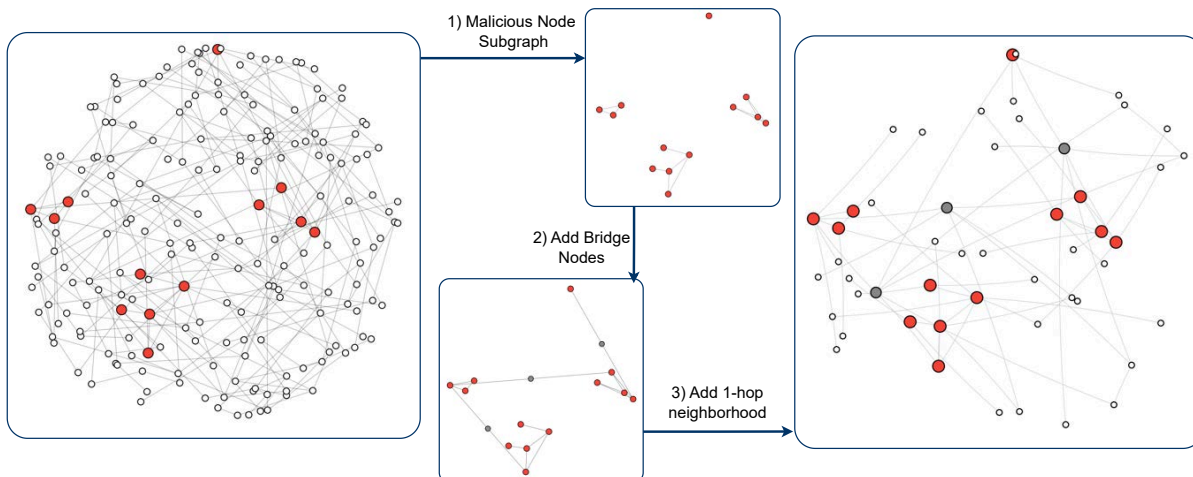 1) Malicious Node
Subgraph
2) Add Bridge
Nodes
3) Add 1-hop
neighborhood